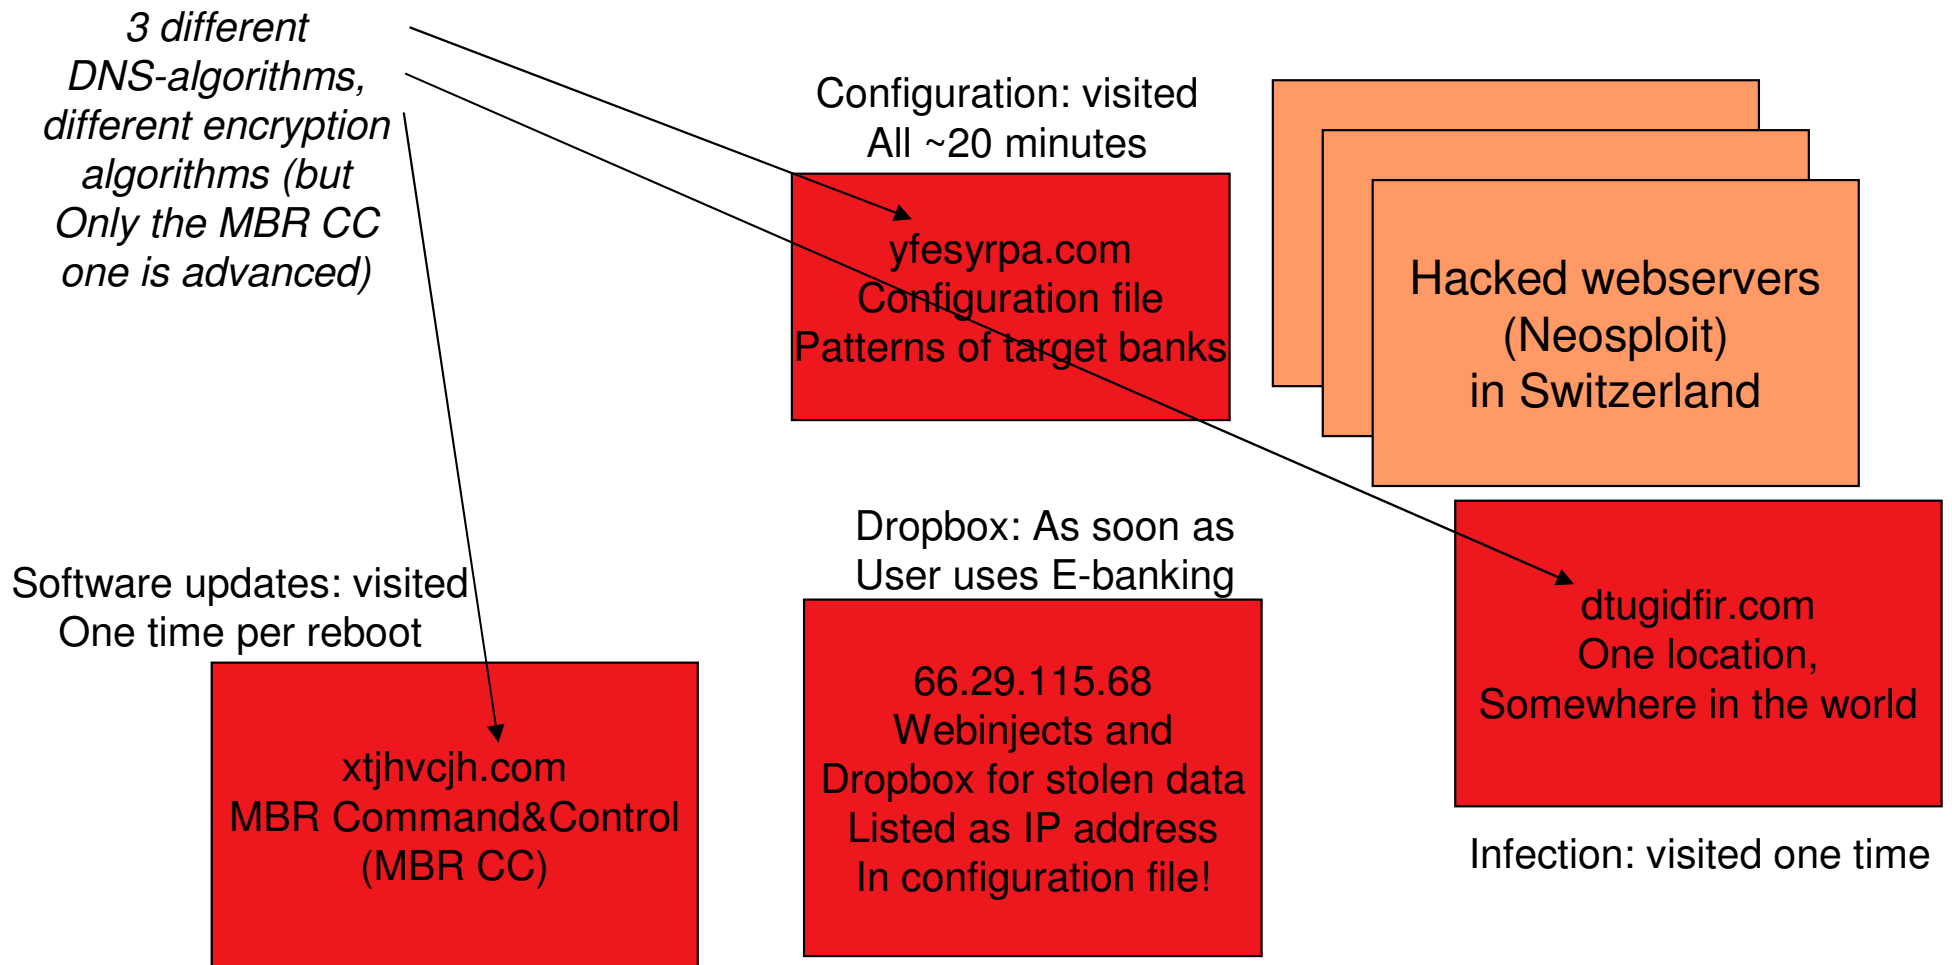 3 different
DNS-algorithms,
different encryption
algorithms (but
Only the MBR CC
one is advanced)
Configuration: visited
All ~20 minutes
yfesyrpa.com
Configuration file
Patterns of target banks
Hacked webservers
(Neosploit)
in Switzerland
Software updates: visited
One time per reboot
xtjhvcjh.com
MBR Command&Control
(MBR CC)
Dropbox: As soon as
User uses E-banking
66.29.115.68
Webinjects and
Dropbox for stolen data
Listed as IP address
In configuration file!
dtugidfir.com
One location,
Somewhere in the world
Infection: visited one time